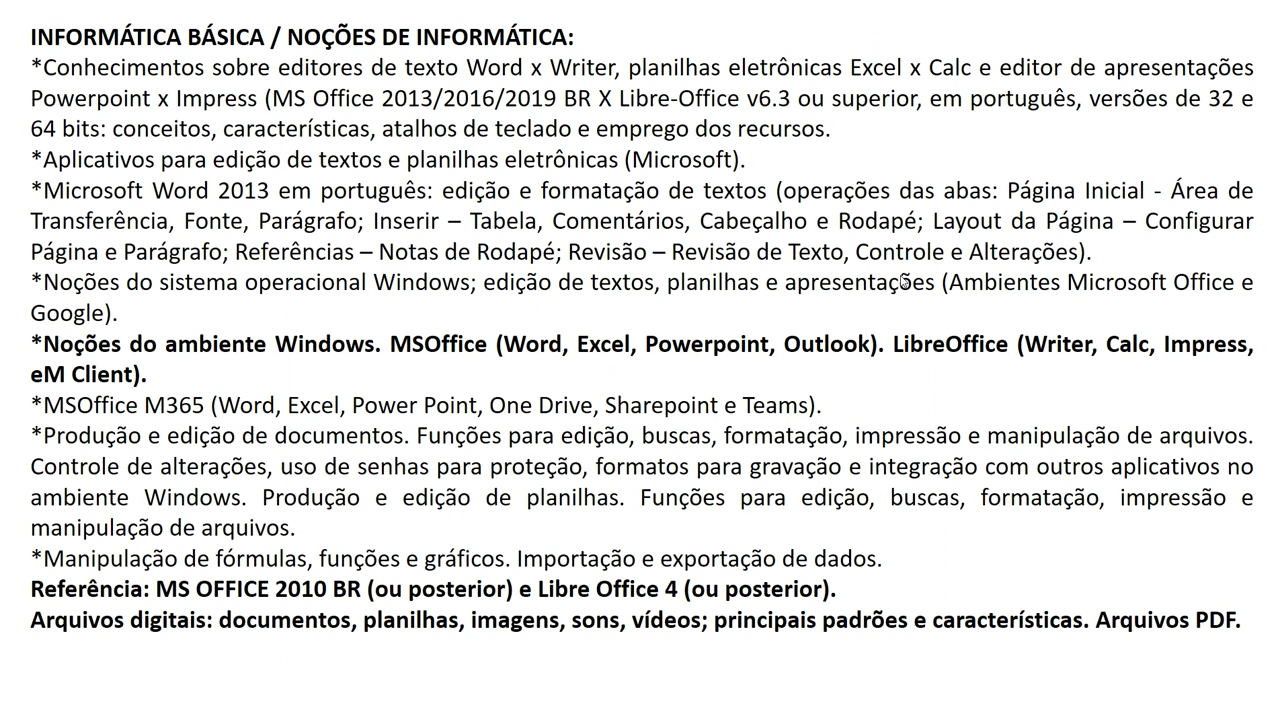 INFORMÁTICA BÁSICA / NOÇÕES DE INFORMÁTICA:
*Conhecimentos sobre editores de texto Word x Writer, planilhas eletrônicas Excel x Calc e editor de apresentações
Powerpoint x Impress (MS Office 2013/2016/2019 BR X Libre-Office v6.3 ou superior, em português, versões de 32 e
64 bits: conceitos, características, atalhos de teclado e emprego dos recursos.
*Aplicativos para edição de textos e planilhas eletrônicas (Microsoft).
*Microsoft Word 2013 em português: edição e formatação de textos (operações das abas: Página Inicial - Área de
Transferência, Fonte, Parágrafo; Inserir – Tabela, Comentários, Cabeçalho e Rodapé; Layout da Página – Configurar
Página e Parágrafo; Referências – Notas de Rodapé; Revisão – Revisão de Texto, Controle e Alterações).
*Noções do sistema operacional Windows; edição de textos, planilhas e apresentações (Ambientes Microsoft Office e
Google).
*Noções do ambiente Windows. MSOffice (Word, Excel, Powerpoint, Outlook). LibreOffice (Writer, Calc, Impress,
eM Client).
*MSOffice M365 (Word, Excel, Power Point, One Drive, Sharepoint e Teams).
*Produção e edição de documentos. Funções para edição, buscas, formatação, impressão e manipulação de arquivos.
Controle de alterações, uso de senhas para proteção, formatos para gravação e integração com outros aplicativos no
ambiente Windows. Produção e edição de planilhas. Funções para edição, buscas, formatação, impressão e
manipulação de arquivos.
*Manipulação de fórmulas, funções e gráficos. Importação e exportação de dados.
Referência: MS OFFICE 2010 BR (ou posterior) e Libre Office 4 (ou posterior).
Arquivos digitais: documentos, planilhas, imagens, sons, vídeos; principais padrões e características. Arquivos PDF.